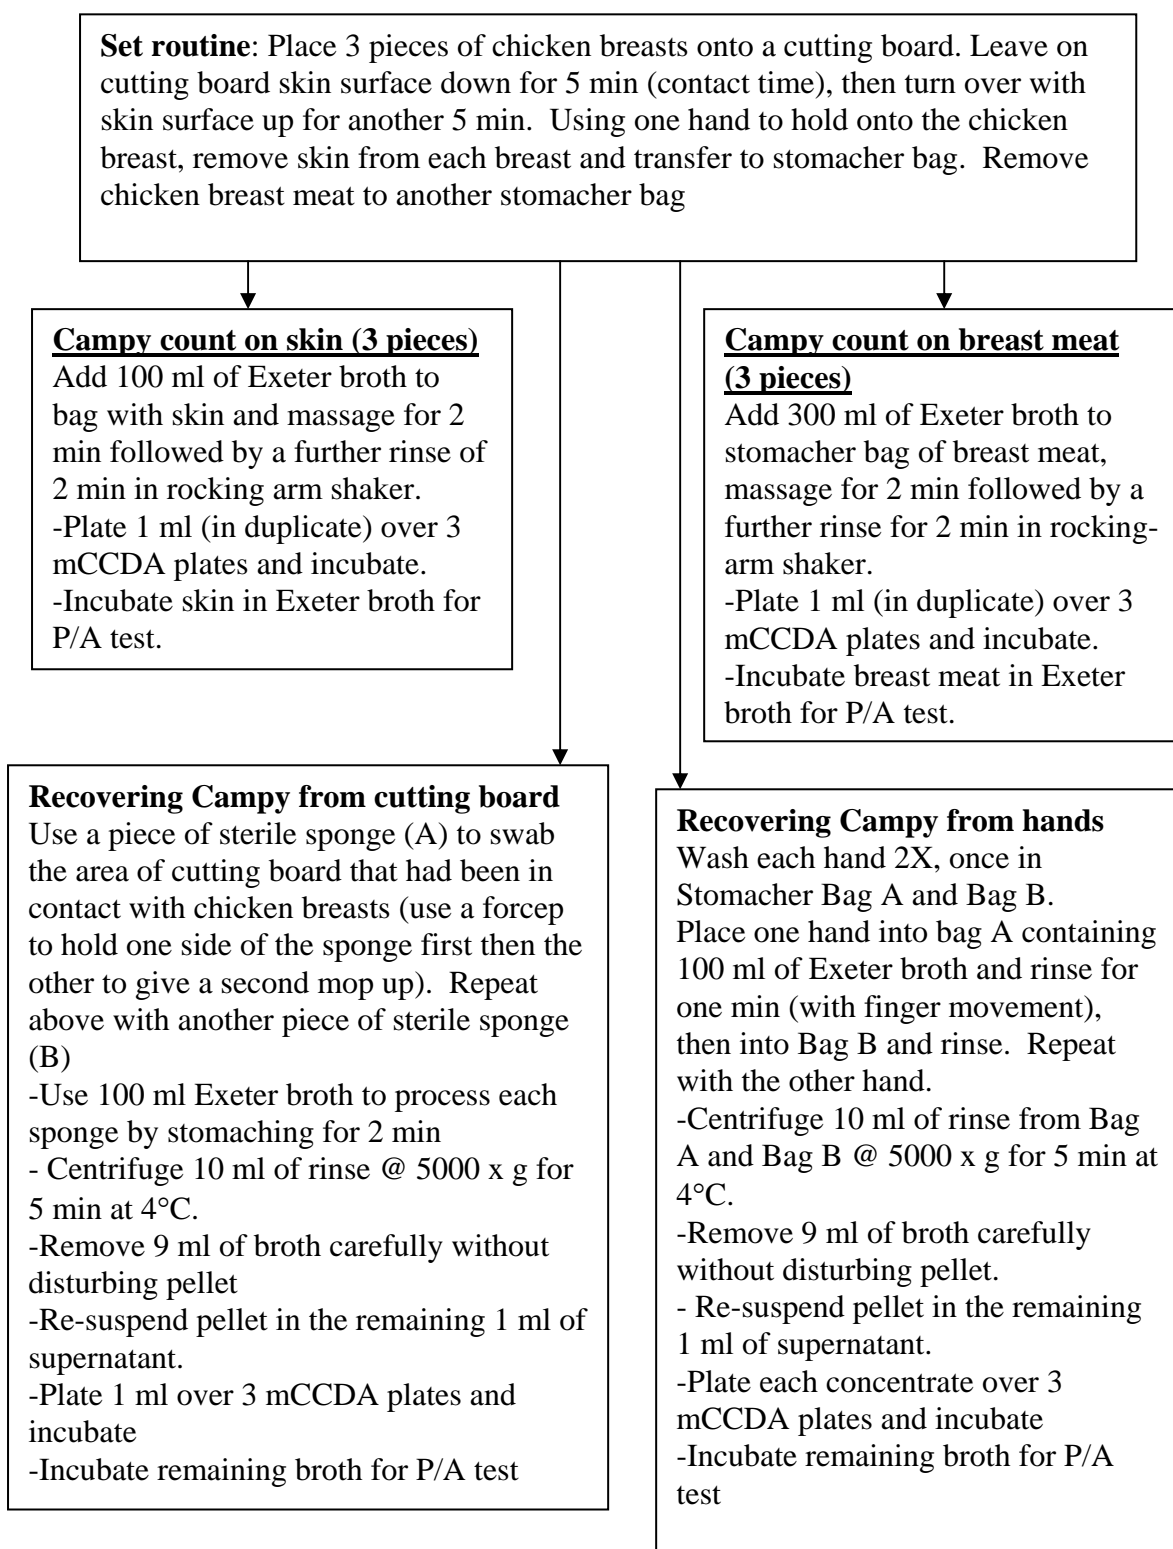 Set routine: Place 3 pieces of chicken breasts onto a cutting board. Leave on
cutting board skin surface down for 5 min (contact time), then turn over with
skin surface up for another 5 min.  Using one hand to hold onto the chicken
breast, remove skin from each breast and transfer to stomacher bag.  Remove
chicken breast meat to another stomacher bag
Campy count on skin (3 pieces)
Add 100 ml of Exeter broth to
bag with skin and massage for 2
min followed by a further rinse of
2 min in rocking arm shaker.
-Plate 1 ml (in duplicate) over 3
mCCDA plates and incubate.
-Incubate skin in Exeter broth for
P/A test.
Campy count on breast meat
(3 pieces)
Add 300 ml of Exeter broth to
stomacher bag of breast meat,
massage for 2 min followed by a
further rinse for 2 min in rocking-
arm shaker.
-Plate 1 ml (in duplicate) over 3
mCCDA plates and incubate.
-Incubate breast meat in Exeter
broth for P/A test.
Recovering Campy from cutting board
Use a piece of sterile sponge (A) to swab
the area of cutting board that had been in
contact with chicken breasts (use a forcep
to hold one side of the sponge first then the
other to give a second mop up).  Repeat
above with another piece of sterile sponge
(B)
-Use 100 ml Exeter broth to process each
sponge by stomaching for 2 min
- Centrifuge 10 ml of rinse @ 5000 x g for
5 min at 4°C.
-Remove 9 ml of broth carefully without
disturbing pellet
-Re-suspend pellet in the remaining 1 ml of
supernatant.
-Plate 1 ml over 3 mCCDA plates and
incubate
-Incubate remaining broth for P/A test
Recovering Campy from hands
Wash each hand 2X, once in
Stomacher Bag A and Bag B.
Place one hand into bag A containing
100 ml of Exeter broth and rinse for
one min (with finger movement),
then into Bag B and rinse.  Repeat
with the other hand.
-Centrifuge 10 ml of rinse from Bag
A and Bag B @ 5000 x g for 5 min at
4°C.
-Remove 9 ml of broth carefully
without disturbing pellet.
- Re-suspend pellet in the remaining
1 ml of supernatant.
-Plate each concentrate over 3
mCCDA plates and incubate
-Incubate remaining broth for P/A
test